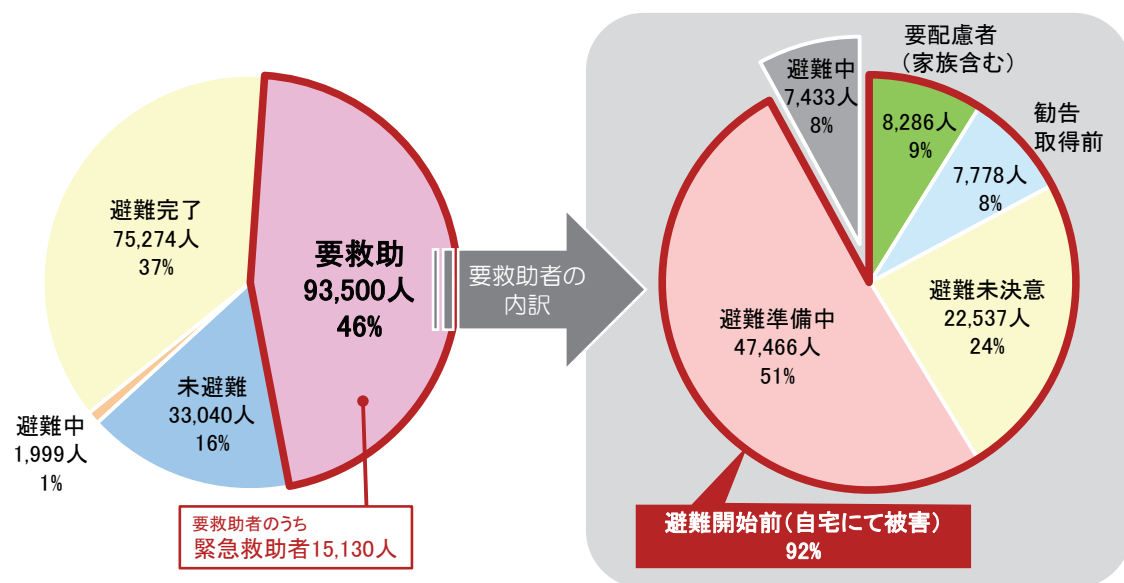 避難完了
75,274人
37%
要救助
93,500人
46%
未避難
33,040人
16%
避難中
1,999人
1%
要救助者のうち
緊急救助者15,130人
要救助者の
内訳
避難中
7,433人
8%
要配慮者
（家族含む）
8,286人
9%
勧告
取得前
7,778人
8%
避難未決意
22,537人
24%
避難準備中
47,466人
51%
避難開始前（自宅にて被害）
92%